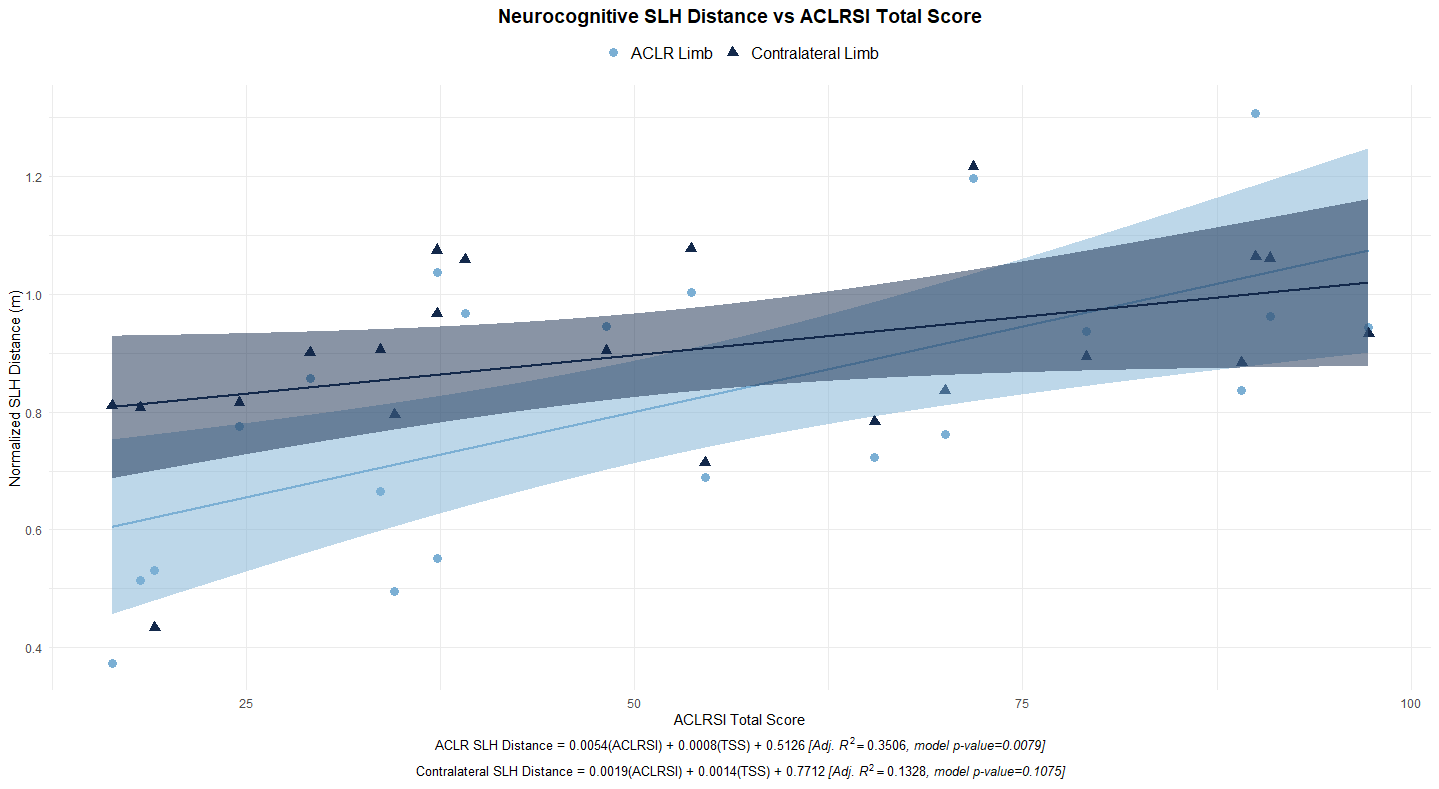 Neurocognitive SLH Distance vs ACLRSI Total Score
ACLR Limb Contralateral Limb
Normalized SLH Distance (m)
1.2
1.0
0.8
0.6
0.4
25 50 75 100
ACLRSI Total Score
ACLR SLH Distance = 0.0054(ACLRSI) + 0.0008(TSS) + 0.5126 [Adj. R² = 0.3506, model p-value=0.0079]
Contralateral SLH Distance = 0.0019(ACLRSI) + 0.0014(TSS) + 0.7712 [Adj. R² = 0.1328, model p-value=0.1075]